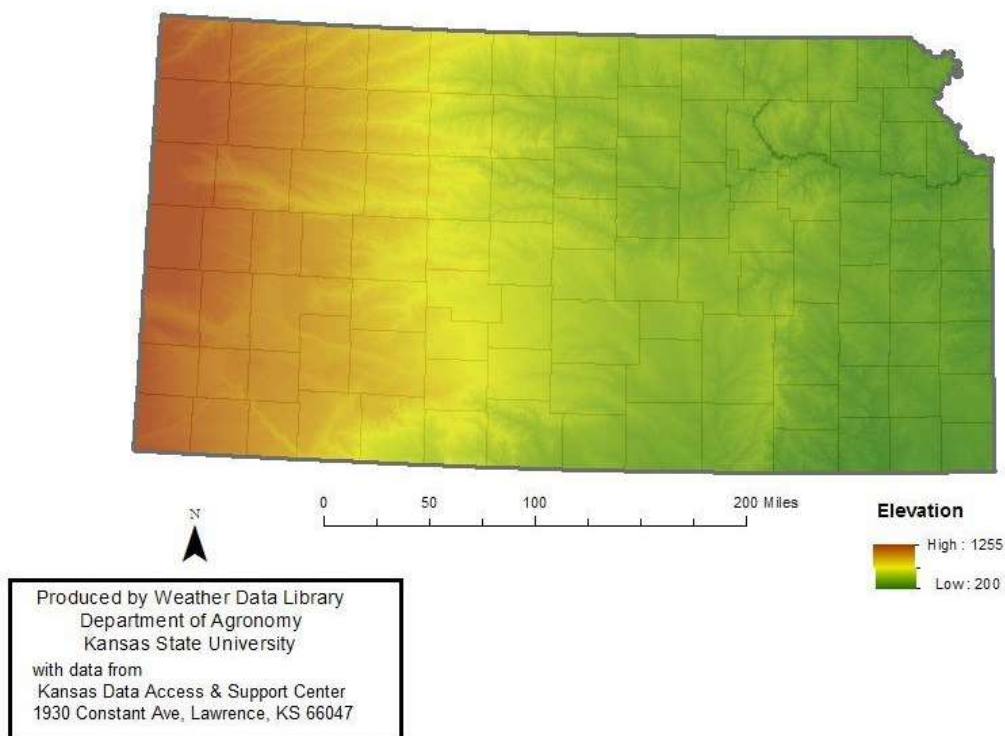 N
0 50 100 200 Miles
Elevation
High : 1255
Low : 200
Produced by Weather Data Library
Department of Agronomy
Kansas State University
with data from
Kansas Data Access & Support Center
1930 Constant Ave, Lawrence, KS 66047